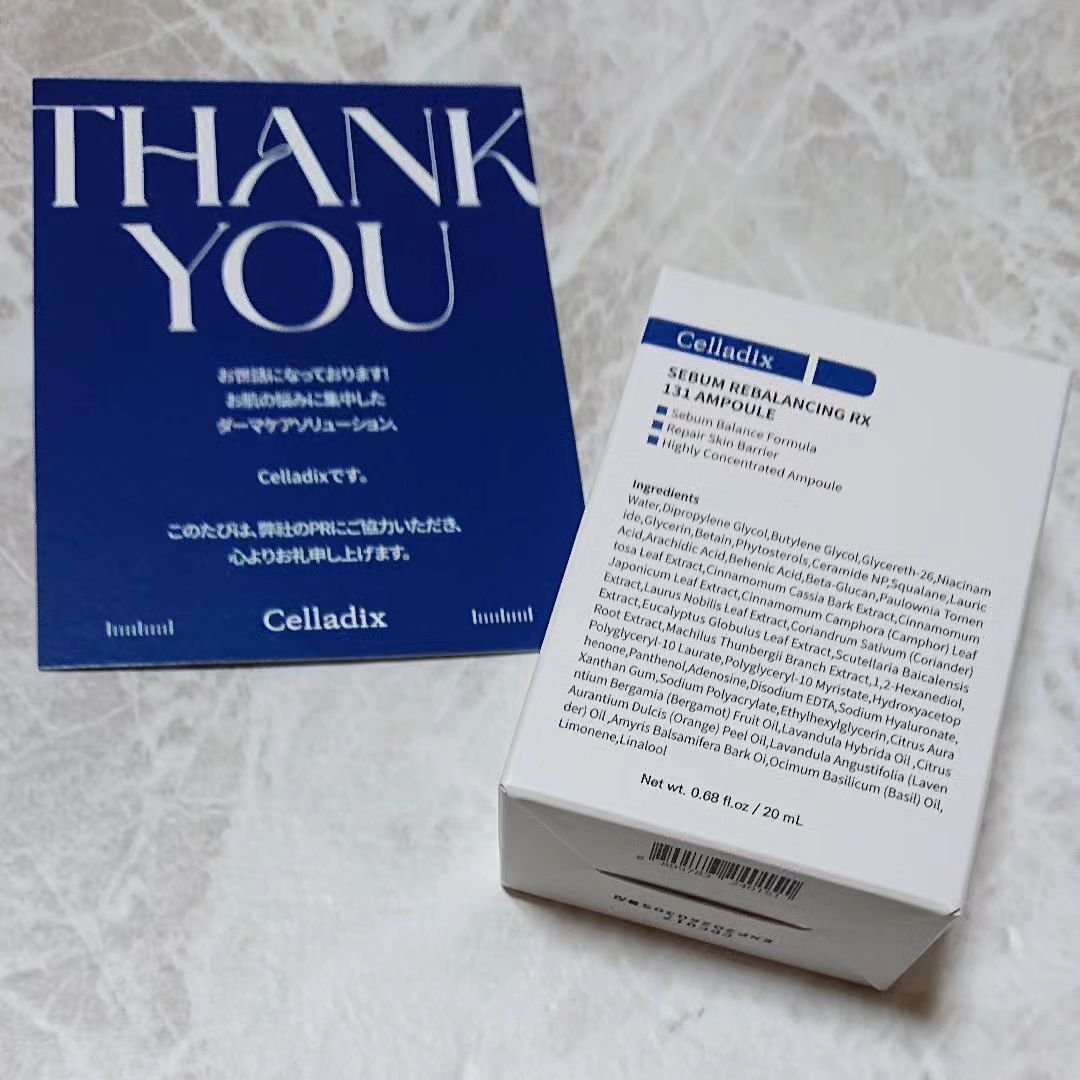 THANK
YOU
お世話になっております!
お肌の悩みに集中した
ダーマケアソリューション、
Celladixです。
このたびは、弊社のPRにご協力いただき、
心よりお礼申し上げます。
Celladix
Celladix
SEBUM REBALANCING RX
131 AMPOULE
Sebum Balance Formula
Repair Skin Barrier
Highly Concentrated Ampoule
Ingredients
Water,Dipropylene Glycol,Butylene Glycol,Glycereth-26,Niacinam
ide,Glycerin,Betain,Phytosterols,Ceramide NP,Squalane,Lauric
Acid,Arachidic Acid,Behenic Acid,Beta-Glucan,Paulownia Tomen
tosa Leaf Extract,Cinnamomum Cassia Bark Extract,Cinnamomum
Japonicum Leaf Extract,Cinnamomum Camphora (Camphor) Leaf
Extract,Laurus Nobilis Leaf Extract,Coriandrum Sativum (Coriander)
Extract,Eucalyptus Globulus Leaf Extract,Scutellaria Baicalensis
Root Extract,Machilus Thunbergii Branch Extract,1,2-Hexanediol,
Polyglyceryl-10 Laurate,Polyglyceryl-10 Myristate,Hydroxyacetop
henone,Panthenol,Adenosine,Disodium EDTA,Sodium Hyaluronate,
Xanthan Gum,Sodium Polyacrylate,Ethylhexylglycerin,Citrus Aura
ntium Bergamia (Bergamot) Fruit Oil,Lavandula Hybrida Oil ,Citrus
Aurantium Dulcis (Orange) Peel Oil,Lavandula Angustifolia (Laven
der) Oil ,Amyris Balsamifera Bark Oi,Ocimum Basilicum (Basil) Oil,
Limonene,Linalool
Net wt. 0.68 fl.oz / 20 mL